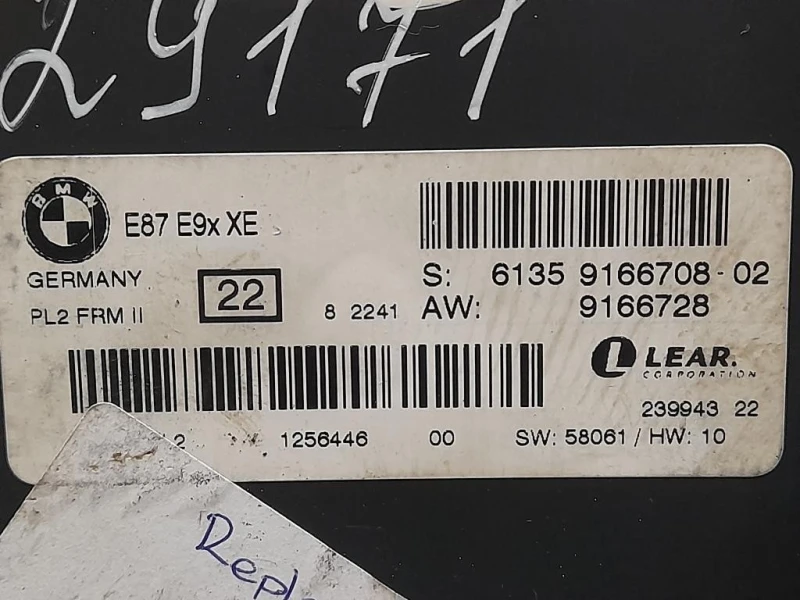 29171
BMW
E87 E9x XE
GERMANY
PL2 FRM II
22
8 2241
S: 6135 9166708-02
AW: 9166728
LEAR.
CORPORATION
239943 22
2 1256446 00 SW: 58061 / HW: 10